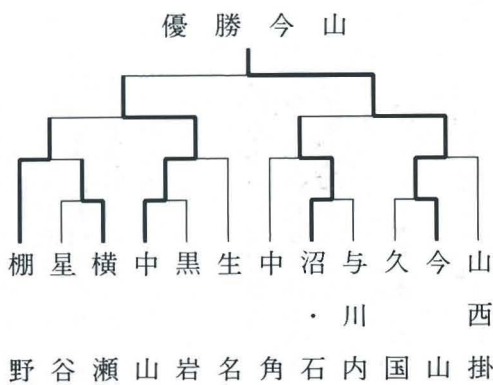 優勝今山
棚野
星谷
横瀬
中山
黒岩
生名
中角
沼・石
与川内
久国
今山
山西掛